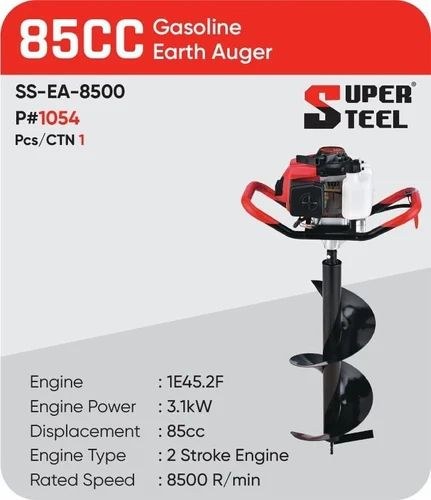 85CC Gasoline
Earth Auger
SS-EA-8500
P#1054
Pcs/CTN 1
SUPER
STEEL
®
Engine : 1E45.2F
Engine Power : 3.1kW
Displacement : 85cc
Engine Type : 2 Stroke Engine
Rated Speed : 8500 R/min